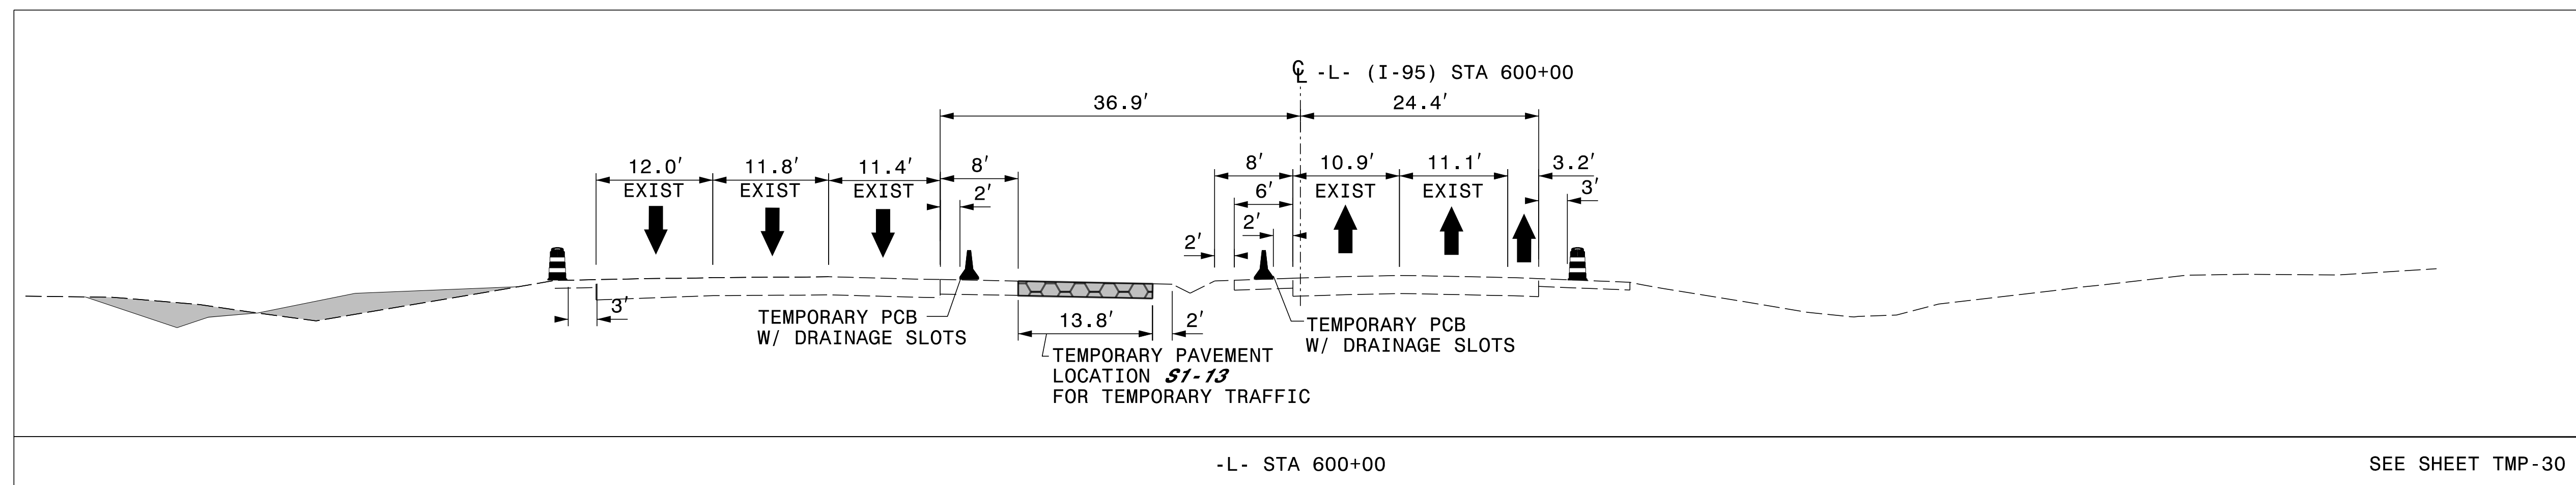 ℄ -L- (I-95) STA 600+00
36.9′
24.4′
12.0′
EXIST
11.8′
EXIST
11.4′
EXIST
8′
2′
8′
6′
2′
2′
10.9′
EXIST
11.1′
EXIST
3.2′
3′
3′
TEMPORARY PCB
W/ DRAINAGE SLOTS
13.8′
2′
TEMPORARY PAVEMENT
LOCATION S1-13
FOR TEMPORARY TRAFFIC
TEMPORARY PCB
W/ DRAINAGE SLOTS
-L- STA 600+00
SEE SHEET TMP-30